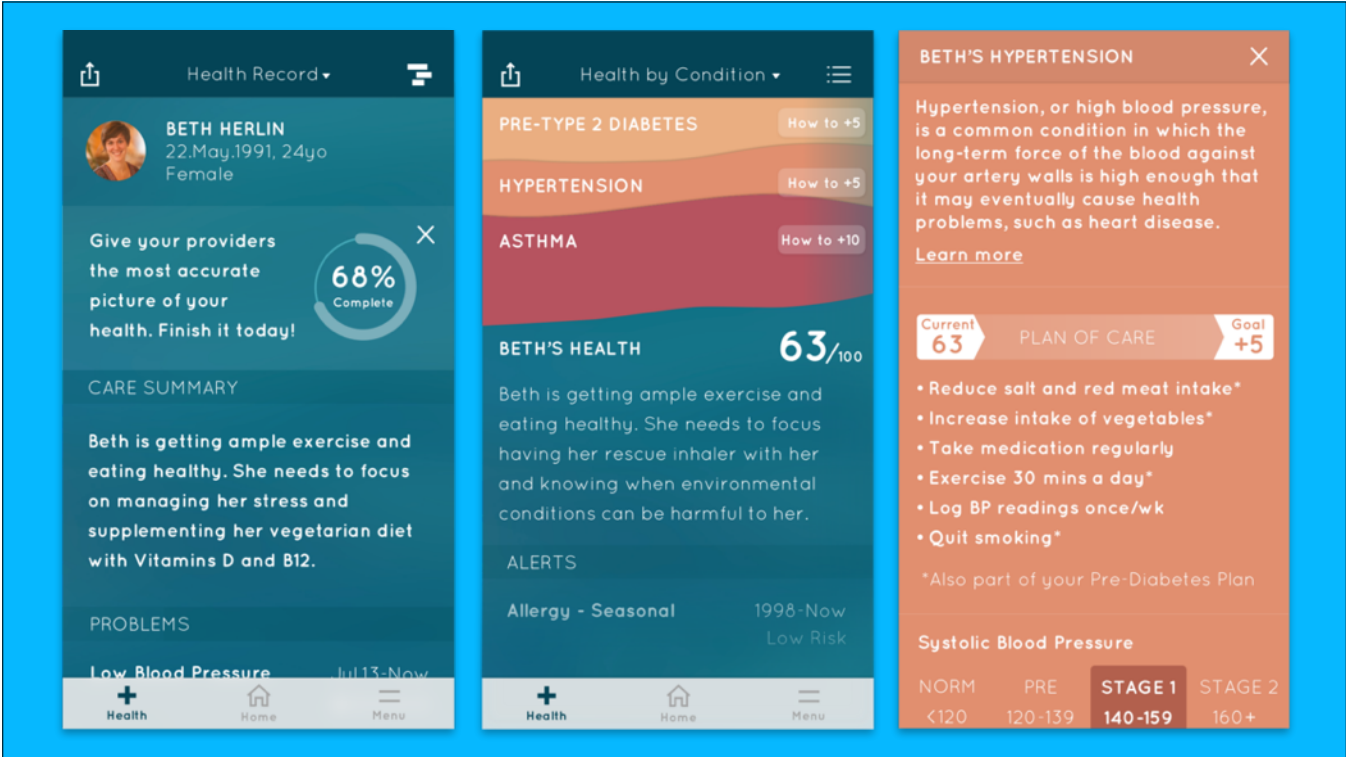 Health Record
BETH HERLIN
22.May.1991, 24yo
Female
Give your providers
the most accurate
picture of your
health. Finish it today!
68%
Complete
CARE SUMMARY
Beth is getting ample exercise and
eating healthy. She needs to focus
on managing her stress and
supplementing her vegetarian diet
with Vitamins D and B12.
PROBLEMS
Low Blood Pressure Jul 13-Now
Health Home Menu
Health by Condition
PRE-TYPE 2 DIABETES How to +5
HYPERTENSION How to +5
ASTHMA How to +10
BETH'S HEALTH 63/100
Beth is getting ample exercise and
eating healthy. She needs to focus
having her rescue inhaler with her
and knowing when environmental
conditions can be harmful to her.
ALERTS
Allergy - Seasonal 1998-Now
Low Risk
Health Home Menu
BETH'S HYPERTENSION
Hypertension, or high blood pressure,
is a common condition in which the
long-term force of the blood against
your artery walls is high enough that
it may eventually cause health
problems, such as heart disease.
Learn more
Current
63
PLAN OF CARE
Goal
+5
• Reduce salt and red meat intake*
• Increase intake of vegetables*
• Take medication regularly
• Exercise 30 mins a day*
• Log BP readings once/wk
• Quit smoking*
*Also part of your Pre-Diabetes Plan
Systolic Blood Pressure
NORM PRE STAGE 1 STAGE 2
<120 120-139 140-159 160+